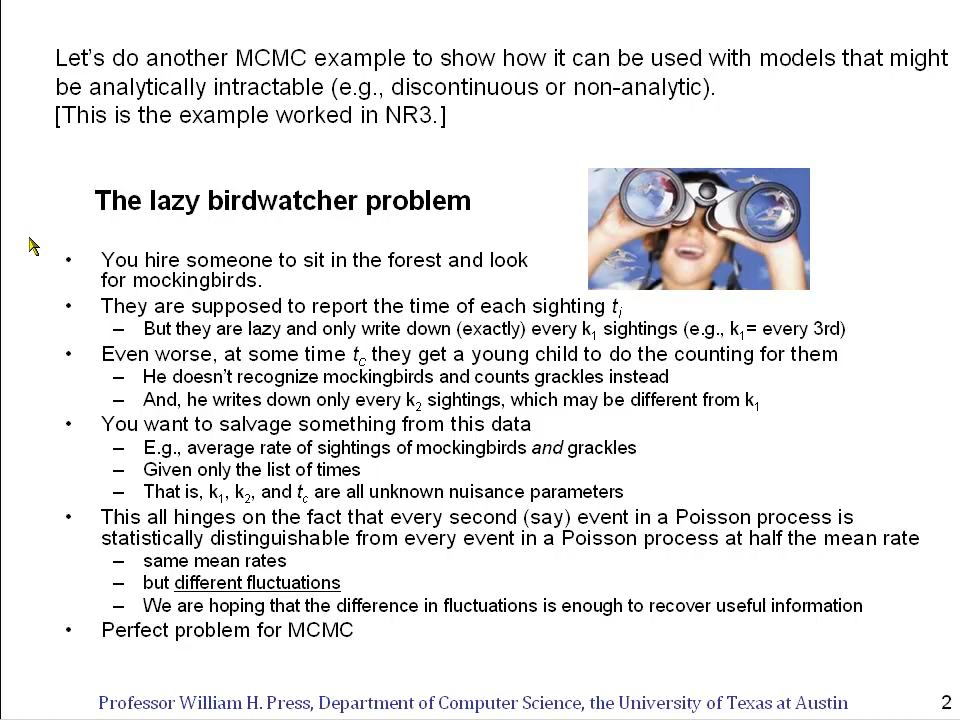 Let's do another MCMC example to show how it can be used with models that might
be analytically intractable (e.g., discontinuous or non-analytic).
[This is the example worked in NR3.]
The lazy birdwatcher problem
• You hire someone to sit in the forest and look
for mockingbirds.
• They are supposed to report the time of each sighting tᵢ
– But they are lazy and only write down (exactly) every k₁ sightings (e.g., k₁= every 3rd)
• Even worse, at some time t_c they get a young child to do the counting for them
– He doesn't recognize mockingbirds and counts grackles instead
– And, he writes down only every k₂ sightings, which may be different from k₁
• You want to salvage something from this data
– E.g., average rate of sightings of mockingbirds and grackles
– Given only the list of times
– That is, k₁, k₂, and t_c are all unknown nuisance parameters
• This all hinges on the fact that every second (say) event in a Poisson process is
statistically distinguishable from every event in a Poisson process at half the mean rate
– same mean rates
– but different fluctuations
– We are hoping that the difference in fluctuations is enough to recover useful information
• Perfect problem for MCMC
Professor William H. Press, Department of Computer Science, the University of Texas at Austin
2